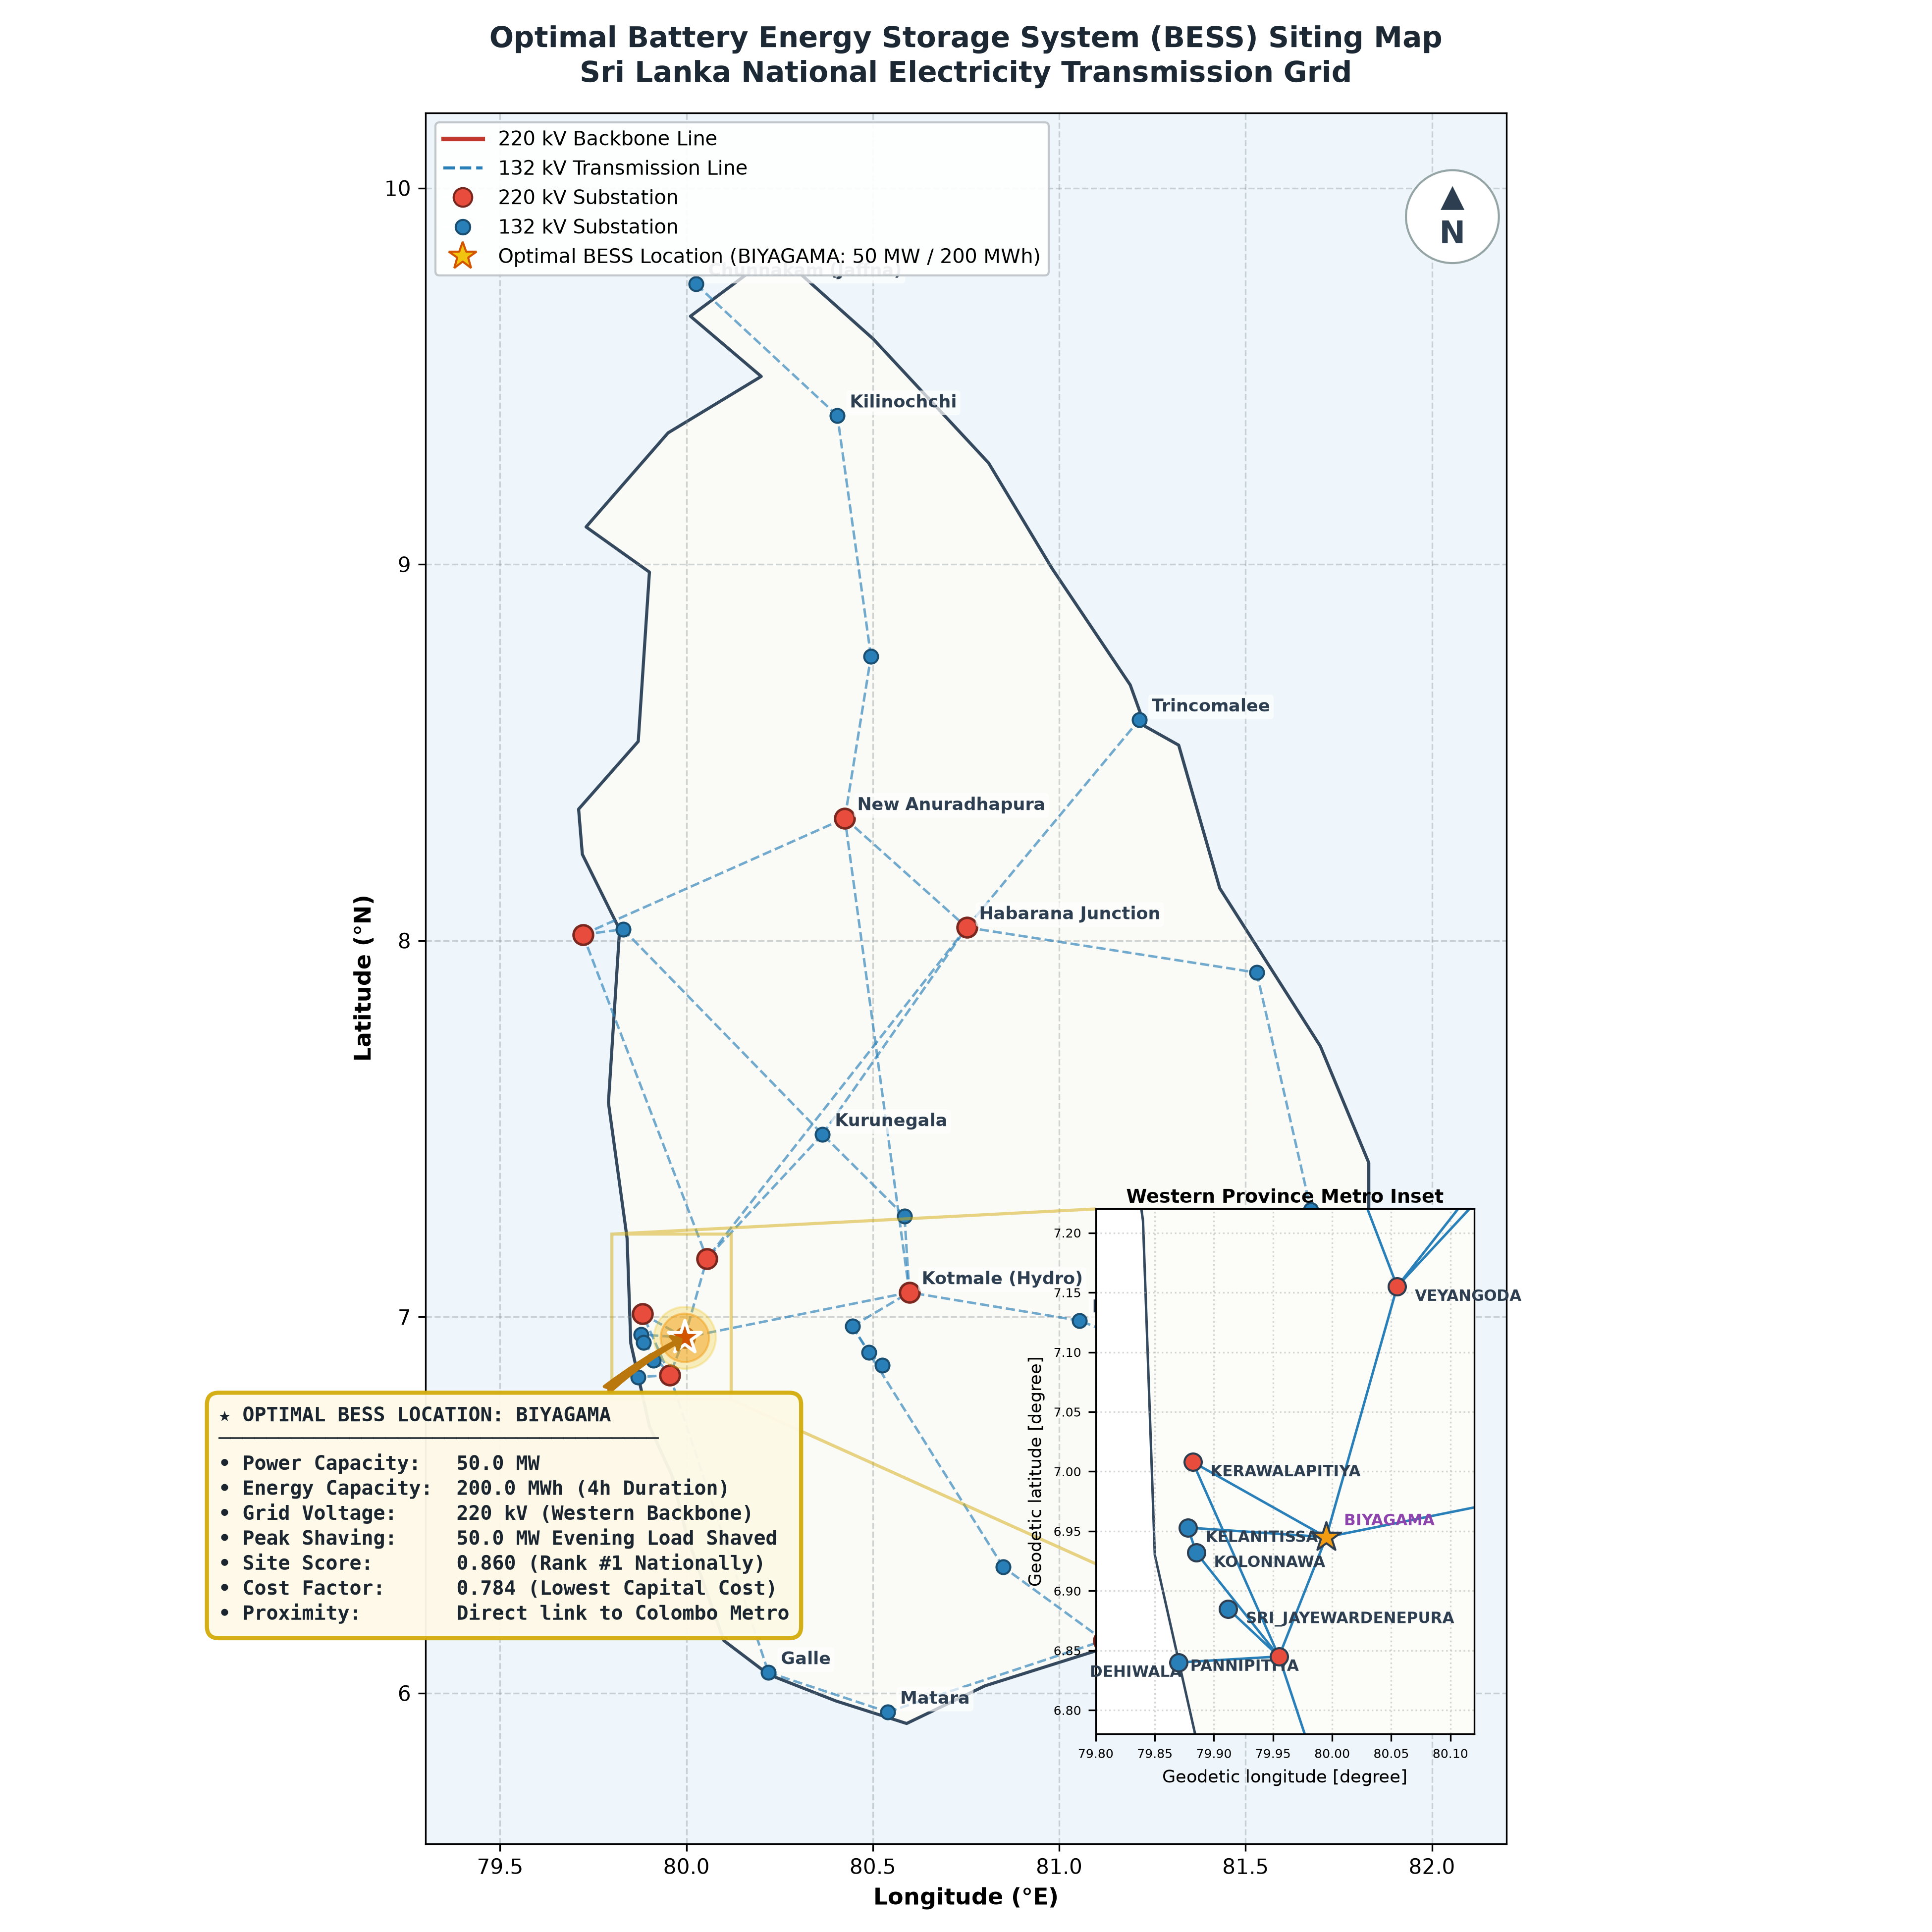 Optimal Battery Energy Storage System (BESS) Siting Map
Sri Lanka National Electricity Transmission Grid
220 kV Backbone Line
132 kV Transmission Line
220 kV Substation
132 kV Substation
Optimal BESS Location (BIYAGAMA: 50 MW / 200 MWh)
▲
N
Chunnakam (Jaffna)
Kilinochchi
Trincomalee
New Anuradhapura
Habarana Junction
Kurunegala
Kotmale (Hydro)
Galle
Matara
10
9
8
7
6
Latitude (°N)
79.5 80.0 80.5 81.0 81.5 82.0
Longitude (°E)
★ OPTIMAL BESS LOCATION: BIYAGAMA
• Power Capacity: 50.0 MW
• Energy Capacity: 200.0 MWh (4h Duration)
• Grid Voltage: 220 kV (Western Backbone)
• Peak Shaving: 50.0 MW Evening Load Shaved
• Site Score: 0.860 (Rank #1 Nationally)
• Cost Factor: 0.784 (Lowest Capital Cost)
• Proximity: Direct link to Colombo Metro
Western Province Metro Inset
7.20
7.15
7.10
7.05
7.00
6.95
6.90
6.85
6.80
Geodetic latitude [degree]
VEYANGODA
KERAWALAPITIYA
BIYAGAMA
KELANITISSA
KOLONNAWA
SRI_JAYEWARDENEPURA
DEHIWALA
PANNIPITIYA
79.80 79.85 79.90 79.95 80.00 80.05 80.10
Geodetic longitude [degree]